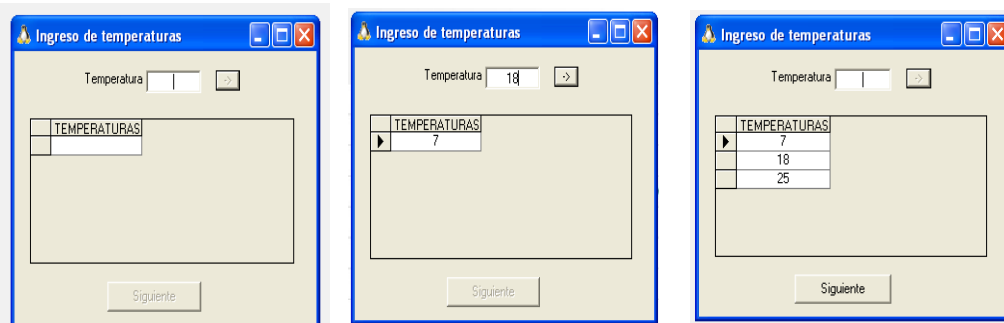 Ingreso de temperaturas
Temperatura
->
TEMPERATURAS
Siguiente
Ingreso de temperaturas
Temperatura 18 ->
TEMPERATURAS
7
Siguiente
Ingreso de temperaturas
Temperatura
->
TEMPERATURAS
7
18
25
Siguiente